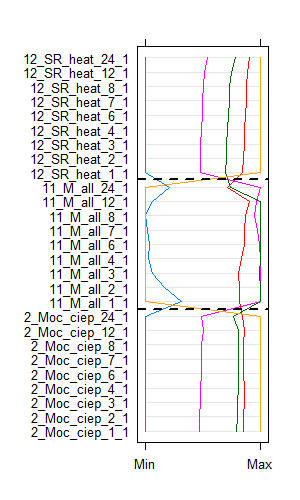 12_SR_heat_24_1
12_SR_heat_12_1
12_SR_heat_8_1
12_SR_heat_7_1
12_SR_heat_6_1
12_SR_heat_4_1
12_SR_heat_3_1
12_SR_heat_2_1
12_SR_heat_1_1
11_M_all_24_1
11_M_all_12_1
11_M_all_8_1
11_M_all_7_1
11_M_all_6_1
11_M_all_4_1
11_M_all_3_1
11_M_all_2_1
11_M_all_1_1
2_Moc_ciep_24_1
2_Moc_ciep_12_1
2_Moc_ciep_8_1
2_Moc_ciep_7_1
2_Moc_ciep_6_1
2_Moc_ciep_4_1
2_Moc_ciep_3_1
2_Moc_ciep_2_1
2_Moc_ciep_1_1
Min Max